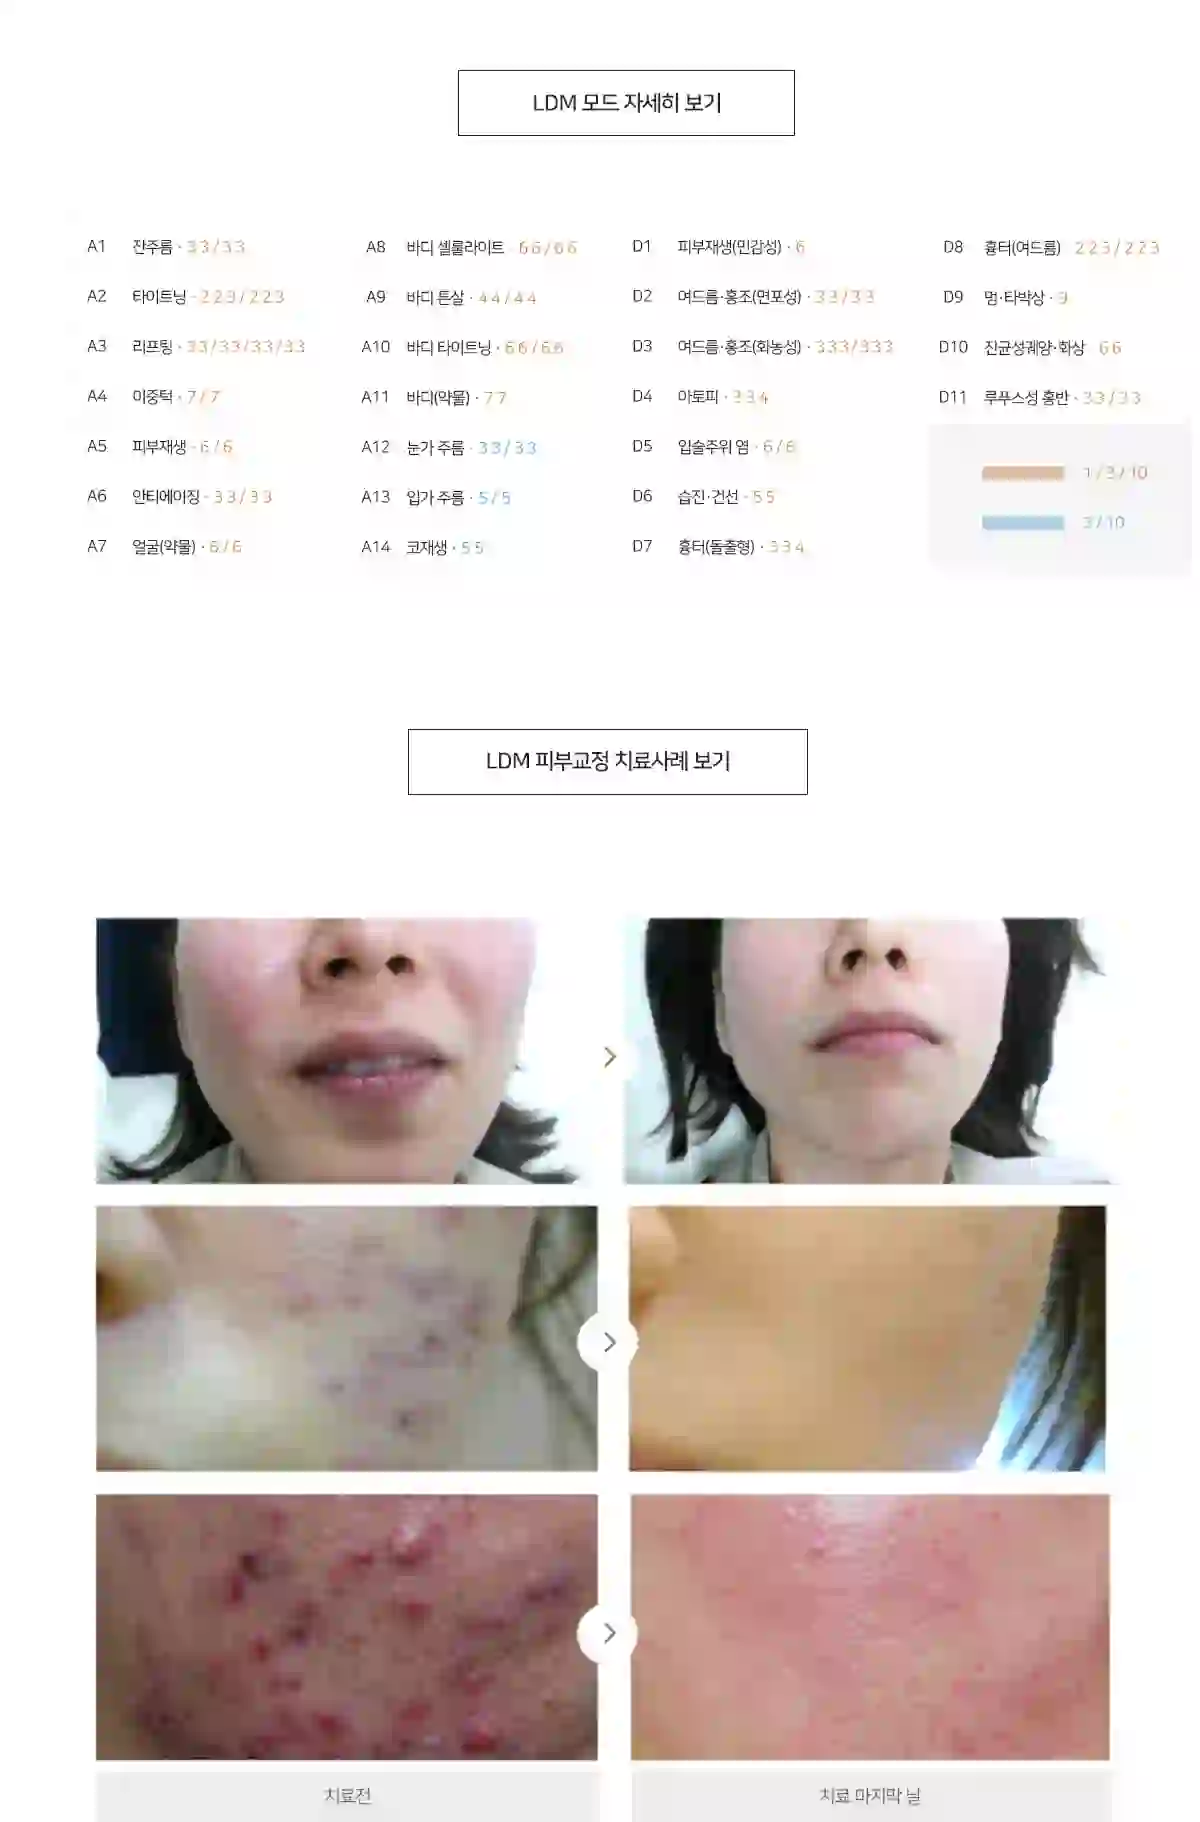 LDM 모드 자세히 보기
A1 잔주름 · 33/33
A2 타이트닝 · 223/223
A3 리프팅 · 33/33/33/33
A4 이중턱 · 7/7
A5 피부재생 · 6/6
A6 안티에이징 · 33/33
A7 얼굴(약물) · 6/6
A8 바디 셀룰라이트 · 66/66
A9 바디 튼살 · 44/44
A10 바디 타이트닝 · 66/66
A11 바디(약물) · 77
A12 눈가 주름 · 33/33
A13 입가 주름 · 5/5
A14 코재생 · 55
D1 피부재생(민감성) · 6
D2 여드름·홍조(면포성) · 33/33
D3 여드름·홍조(화농성) · 333/333
D4 아토피 · 334
D5 입술주위 염 · 6/6
D6 습진·건선 · 55
D7 흉터(돌출형) · 334
D8 흉터(여드름) 223/223
D9 멍·타박상 · 3
D10 진균성궤양·화상 66
D11 루푸스성 홍반 · 33/33
1/3/10
3/10
LDM 피부교정 치료사례 보기
치료전
치료 마지막 날